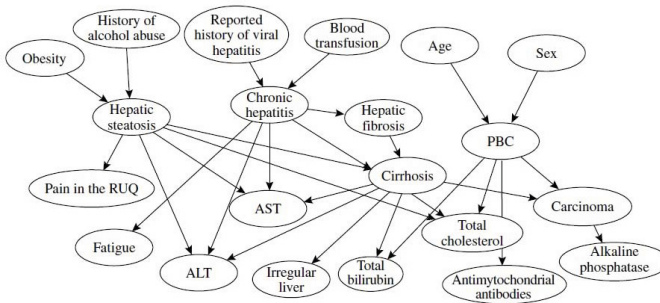 Obesity
History of
alcohol abuse
Reported
history of viral
hepatitis
Blood
transfusion
Age
Sex
Hepatic
steatosis
Chronic
hepatitis
Hepatic
fibrosis
PBC
Pain in the RUQ
AST
Cirrhosis
Carcinoma
Fatigue
ALT
Irregular
liver
Total
bilirubin
Total
cholesterol
Antimytochondrial
antibodies
Alkaline
phosphatase